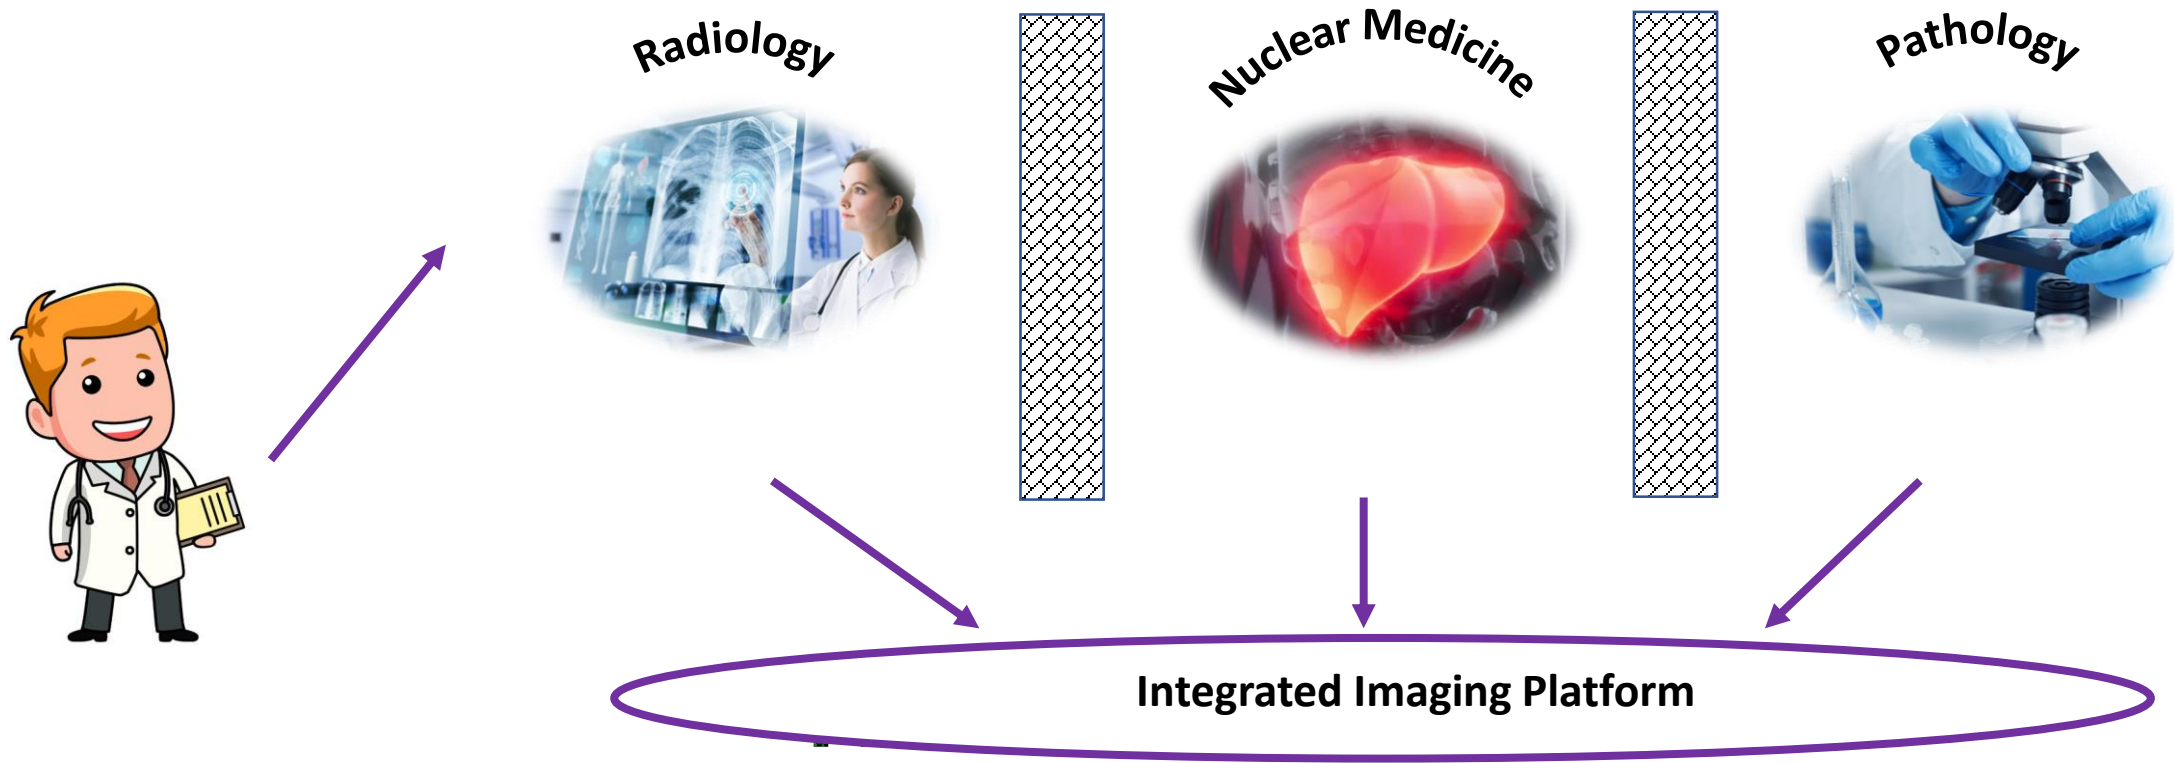 Radiology
Nuclear Medicine
Pathology
Integrated Imaging Platform